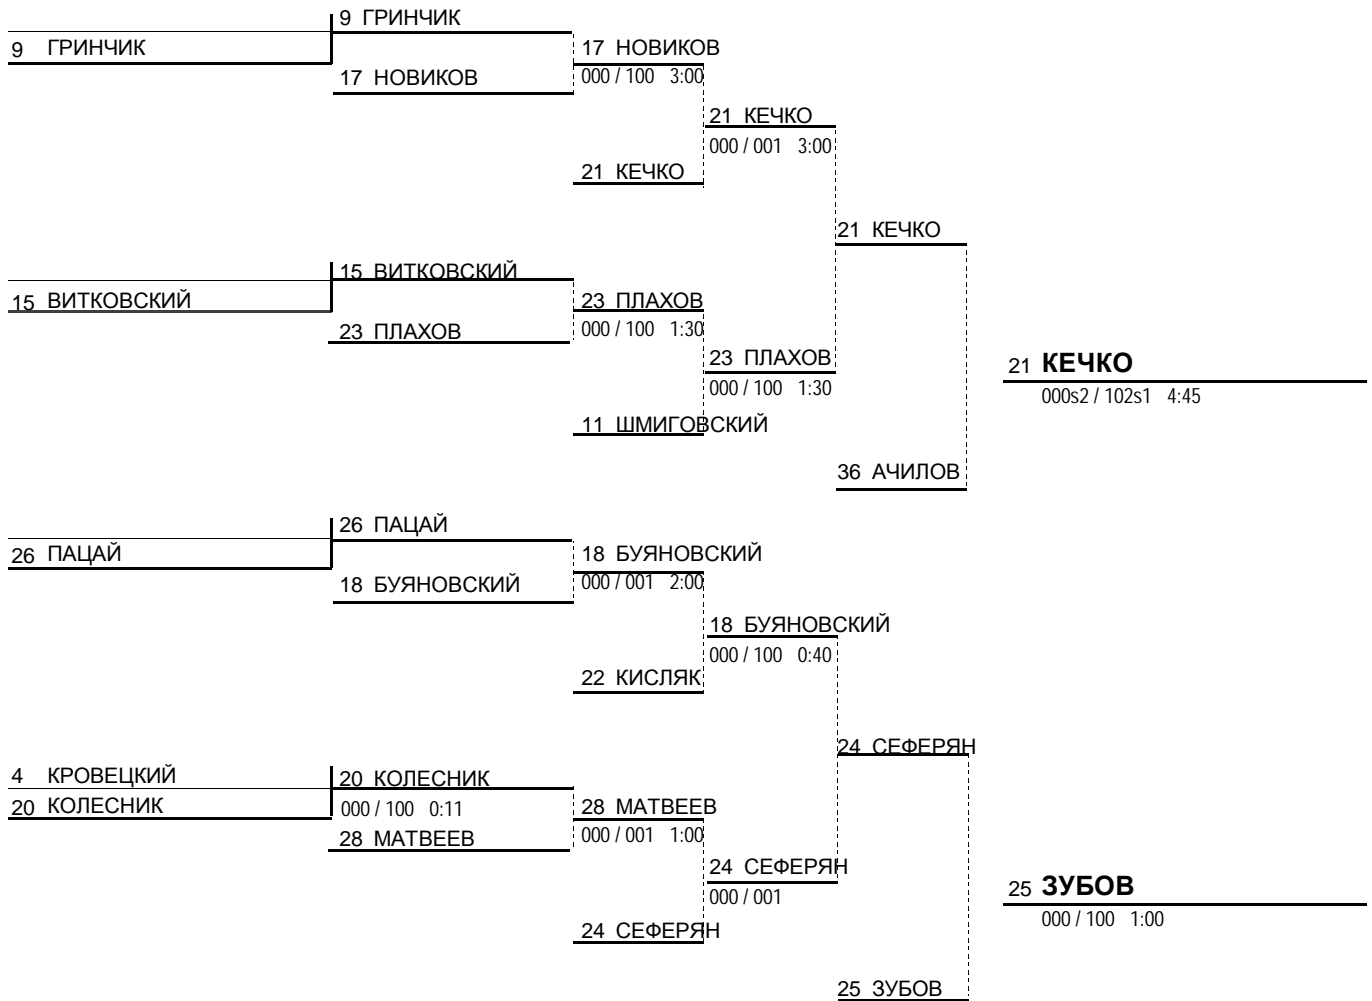 9 ГРИНЧИК
9 ГРИНЧИК
17 НОВИКОВ
17 НОВИКОВ
000 / 100 3:00
21 КЕЧКО
000 / 001 3:00
21 КЕЧКО
21 КЕЧКО
15 ВИТКОВСКИЙ
15 ВИТКОВСКИЙ
23 ПЛАХОВ
23 ПЛАХОВ
000 / 100 1:30
23 ПЛАХОВ
000 / 100 1:30
21 КЕЧКО
000s2 / 102s1 4:45
11 ШМИГОВСКИЙ
36 АЧИЛОВ
26 ПАЦАЙ
26 ПАЦАЙ
18 БУЯНОВСКИЙ
18 БУЯНОВСКИЙ
000 / 001 2:00
18 БУЯНОВСКИЙ
000 / 100 0:40
22 КИСЛЯК
24 СЕФЕРЯН
4 КРОВЕЦКИЙ
20 КОЛЕСНИК
20 КОЛЕСНИК
000 / 100 0:11
28 МАТВЕЕВ
28 МАТВЕЕВ
000 / 001 1:00
24 СЕФЕРЯН
000 / 001
25 ЗУБОВ
000 / 100 1:00
24 СЕФЕРЯН
25 ЗУБОВ